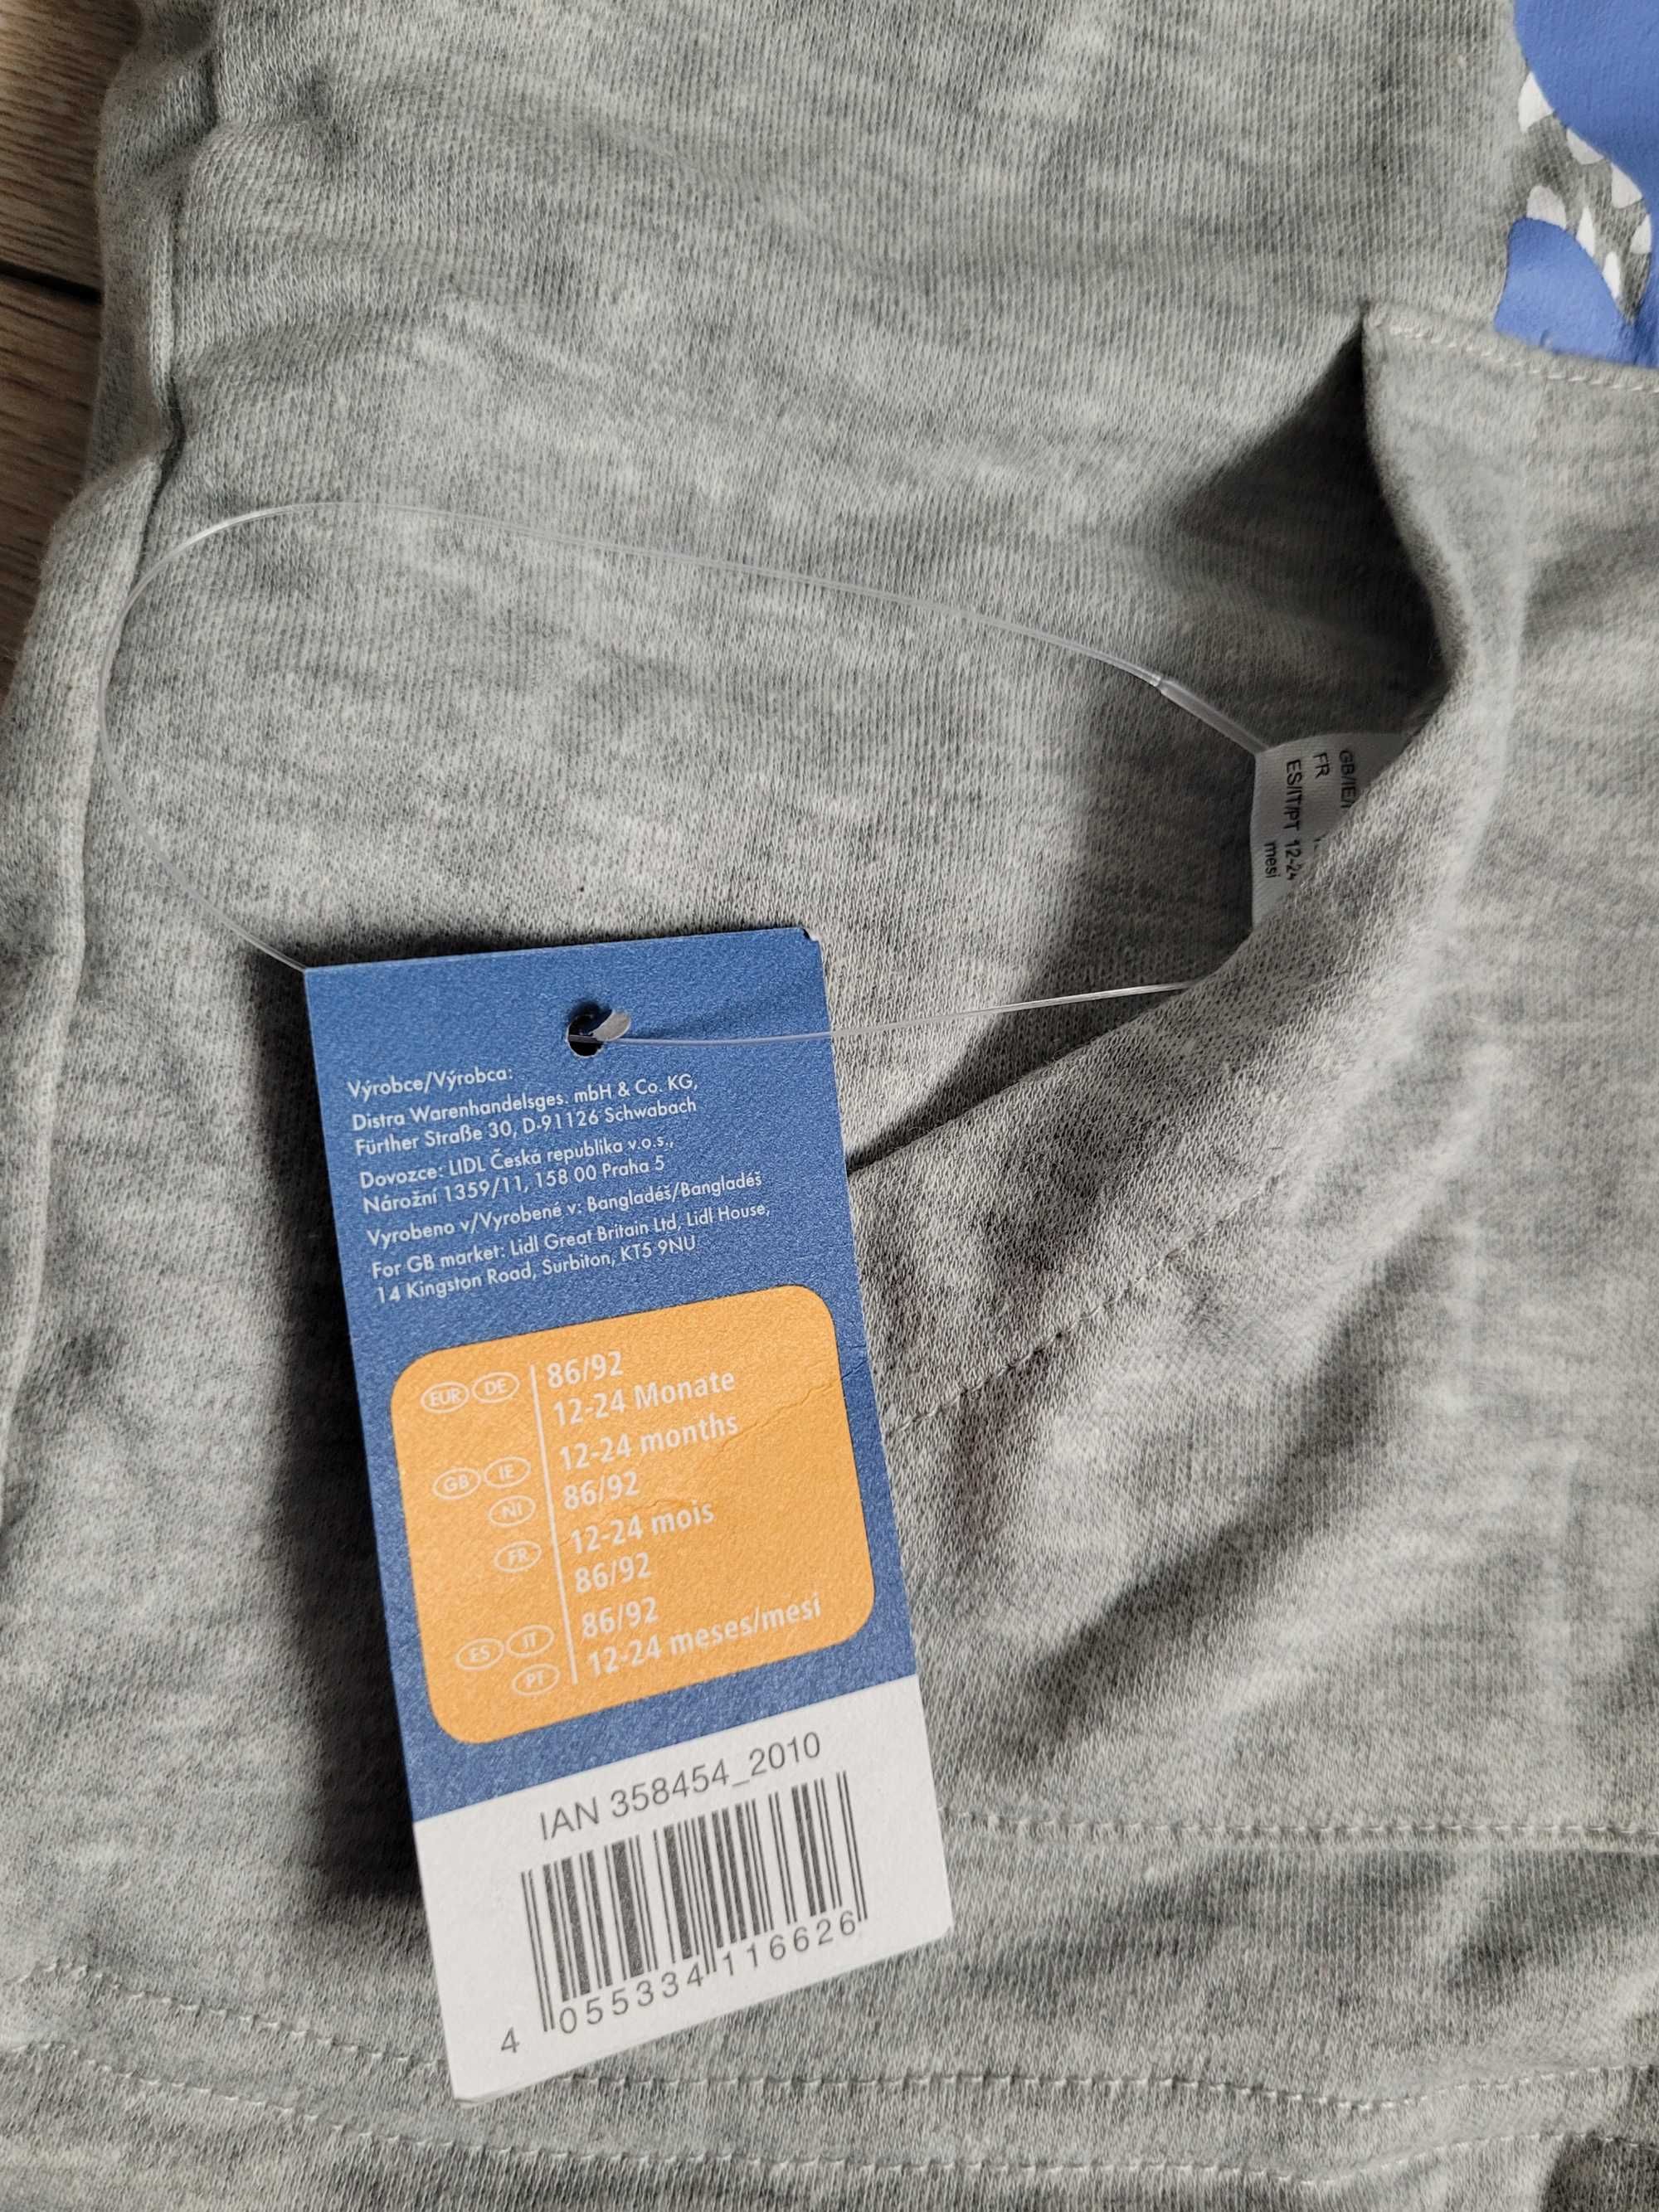 GB/IE/
FR
ES/IT/PT 12-24
mesi
Výrobce/Výrobca:
Distra Warenhandelsges. mbH & Co. KG,
Fürther Straße 30, D-91126 Schwabach
Dovozce: LIDL Česká republika v.o.s.,
Nárožní 1359/11, 158 00 Praha 5
Vyrobeno v/Vyrobené v: Bangladéš/Bangladéš
For GB market: Lidl Great Britain Ltd, Lidl House,
14 Kingston Road, Surbiton, KT5 9NU
EUR DE 86/92
12-24 Monate
GB IE 12-24 months
NI 86/92
FR 12-24 mois
86/92
ES IT 86/92
PT 12-24 meses/mesi
IAN 358454_2010
4 055334 116626